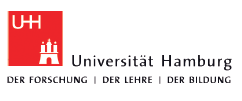 UHH
Universität Hamburg
DER FORSCHUNG | DER LEHRE | DER BILDUNG